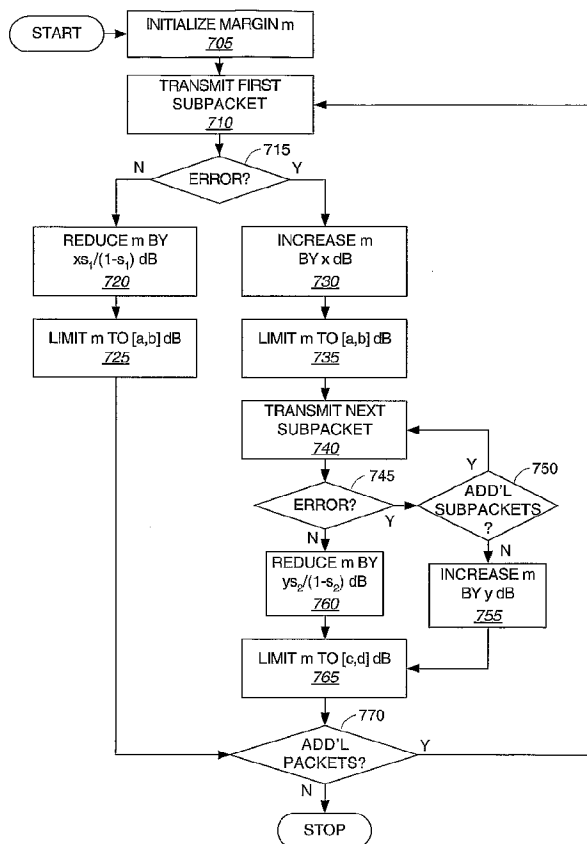 START
INITIALIZE MARGIN m
705
TRANSMIT FIRST
SUBPACKET
710
715
N
ERROR?
Y
REDUCE m BY
xs₁/(1-s₁) dB
720
INCREASE m
BY x dB
730
LIMIT m TO [a,b] dB
725
LIMIT m TO [a,b] dB
735
TRANSMIT NEXT
SUBPACKET
740
Y
745
750
ERROR?
Y
N
ADD'L
SUBPACKETS
?
N
REDUCE m BY
ys₂/(1-s₂) dB
760
INCREASE m
BY y dB
755
LIMIT m TO [c,d] dB
765
770
ADD'L
PACKETS?
Y
N
STOP